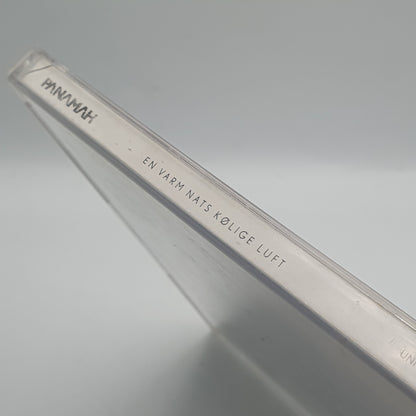 PANAMAH
EN VARM NATS KØLIGE LUFT